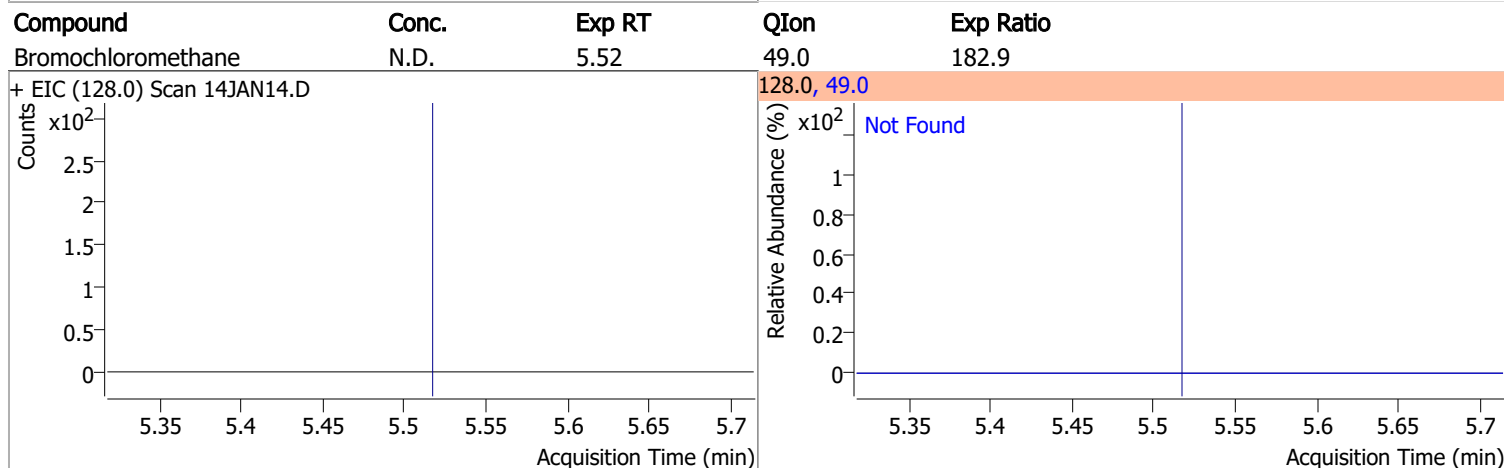 Compound Conc. Exp RT QIon Exp Ratio
Bromochloromethane N.D. 5.52 49.0 182.9
+ EIC (128.0) Scan 14JAN14.D
Counts
x10²
2.5
2
1.5
1
0.5
0
5.35 5.4 5.45 5.5 5.55 5.6 5.65 5.7
Acquisition Time (min)
128.0, 49.0
Relative Abundance (%)
x10²
Not Found
1
0.8
0.6
0.4
0.2
0
5.35 5.4 5.45 5.5 5.55 5.6 5.65 5.7
Acquisition Time (min)